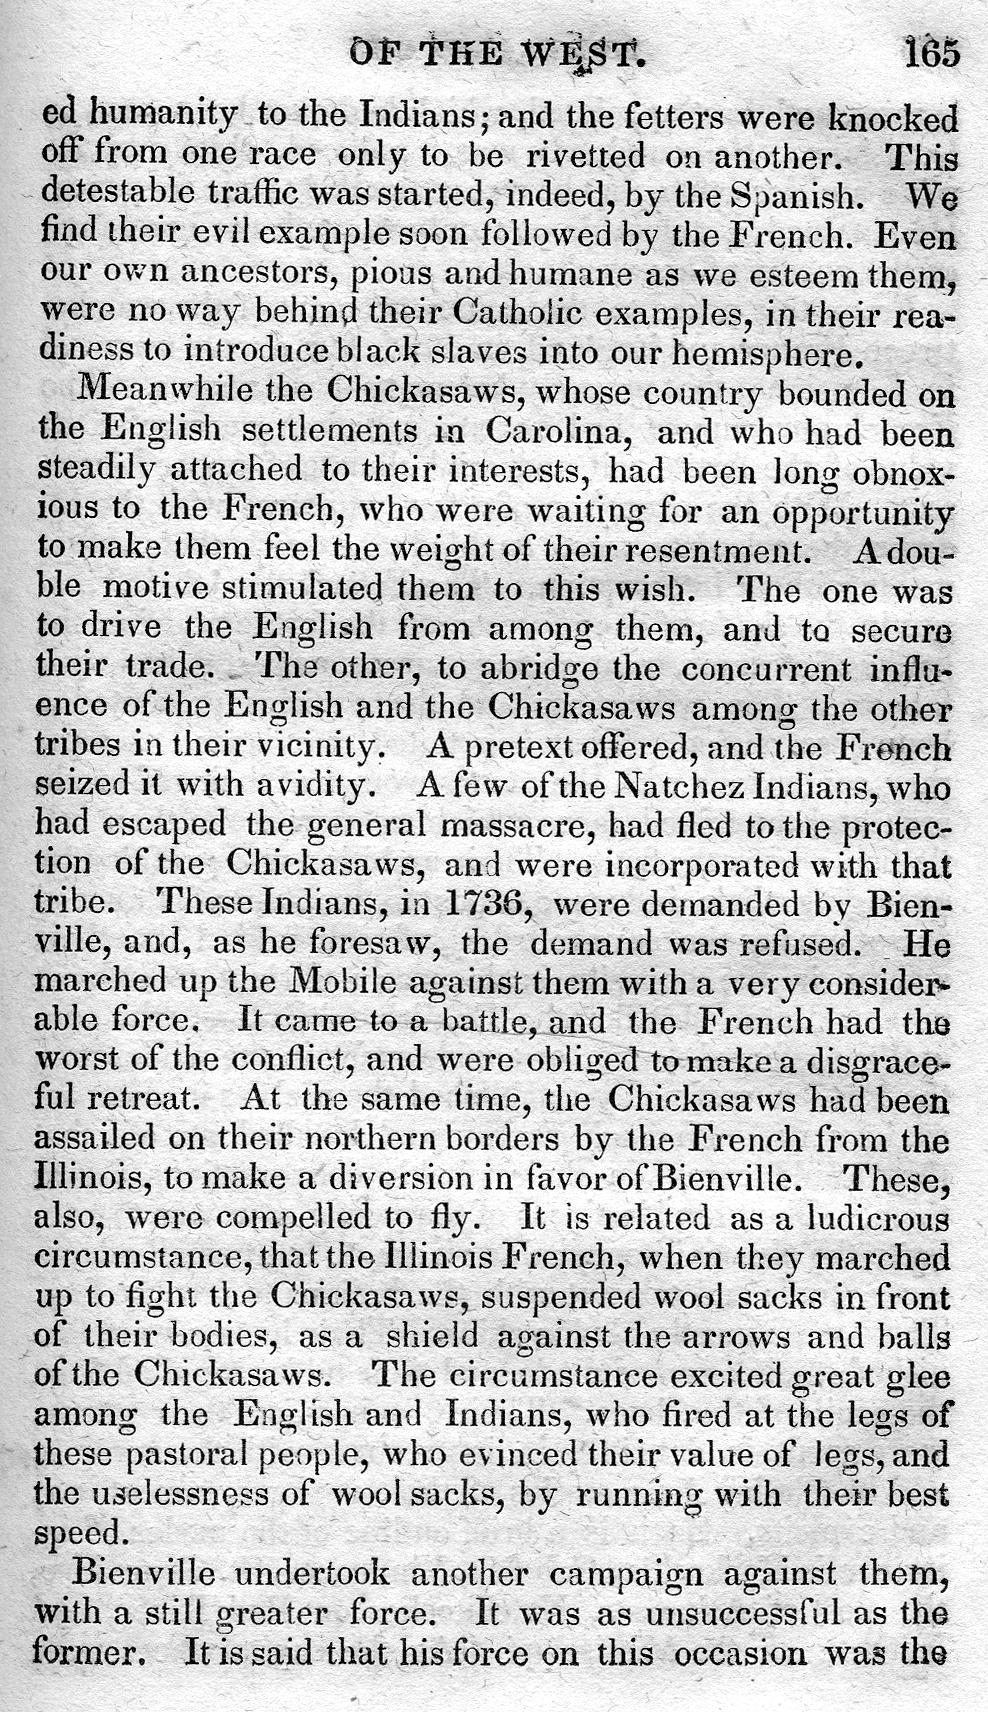 OF THE WEST. 165
ed humanity to the Indians; and the fetters were knocked
off from one race only to be rivetted on another. This
detestable traffic was started, indeed, by the Spanish. We
find their evil example soon followed by the French. Even
our own ancestors, pious and humane as we esteem them,
were no way behind their Catholic examples, in their rea-
diness to introduce black slaves into our hemisphere.
Meanwhile the Chickasaws, whose country bounded on
the English settlements in Carolina, and who had been
steadily attached to their interests, had been long obnox-
ious to the French, who were waiting for an opportunity
to make them feel the weight of their resentment. A dou-
ble motive stimulated them to this wish. The one was
to drive the English from among them, and to secure
their trade. The other, to abridge the concurrent influ-
ence of the English and the Chickasaws among the other
tribes in their vicinity. A pretext offered, and the French
seized it with avidity. A few of the Natchez Indians, who
had escaped the general massacre, had fled to the protec-
tion of the Chickasaws, and were incorporated with that
tribe. These Indians, in 1736, were demanded by Bien-
ville, and, as he foresaw, the demand was refused. He
marched up the Mobile against them with a very consider-
able force. It came to a battle, and the French had the
worst of the conflict, and were obliged to make a disgrace-
ful retreat. At the same time, the Chickasaws had been
assailed on their northern borders by the French from the
Illinois, to make a diversion in favor of Bienville. These,
also, were compelled to fly. It is related as a ludicrous
circumstance, that the Illinois French, when they marched
up to fight the Chickasaws, suspended wool sacks in front
of their bodies, as a shield against the arrows and balls
of the Chickasaws. The circumstance excited great glee
among the English and Indians, who fired at the legs of
these pastoral people, who evinced their value of legs, and
the uselessness of wool sacks, by running with their best
speed.
Bienville undertook another campaign against them,
with a still greater force. It was as unsuccessful as the
former. It is said that his force on this occasion was the